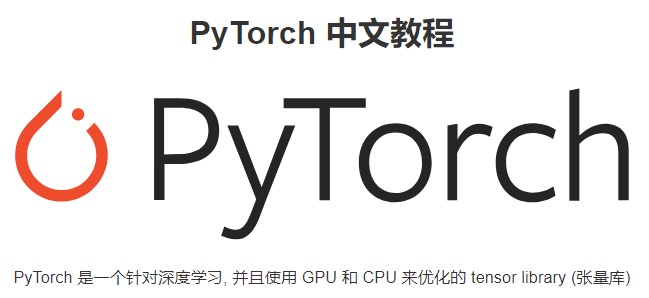 PyTorch 中文教程
PyTorch
PyTorch 是一个针对深度学习, 并且使用 GPU 和 CPU 来优化的 tensor library (张量库)